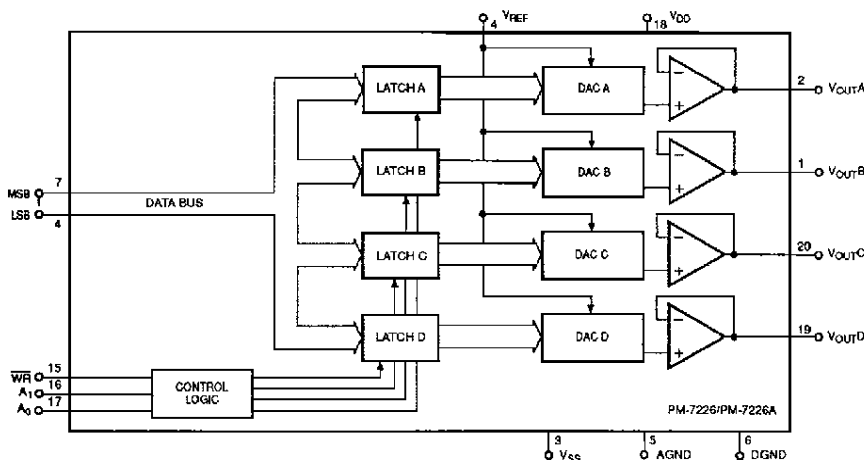 VREF VDD
4 18
LATCH A DAC A − + 2 VOUTA
LATCH B DAC B − + 1 VOUTB
MSB 7
DATA BUS
LSB 4
LATCH C DAC C − + 20 VOUTC
LATCH D DAC D − + 19 VOUTD
WR 15
A1 16
A0 17
CONTROL
LOGIC
PM-7226/PM-7226A
3 5 6
VSS AGND DGND